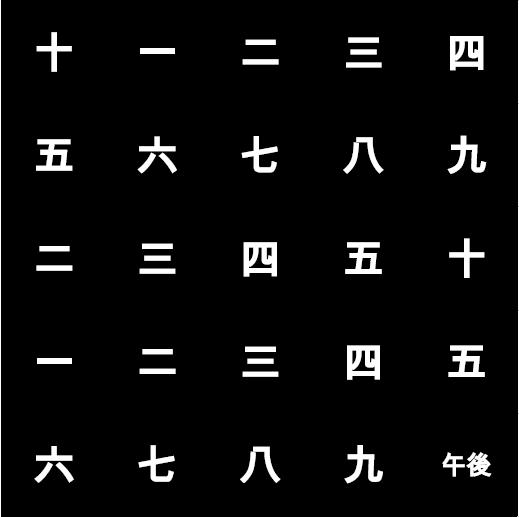 十 一 二 三 四
五 六 七 八 九
二 三 四 五 十
一 二 三 四 五
六 七 八 九 午後